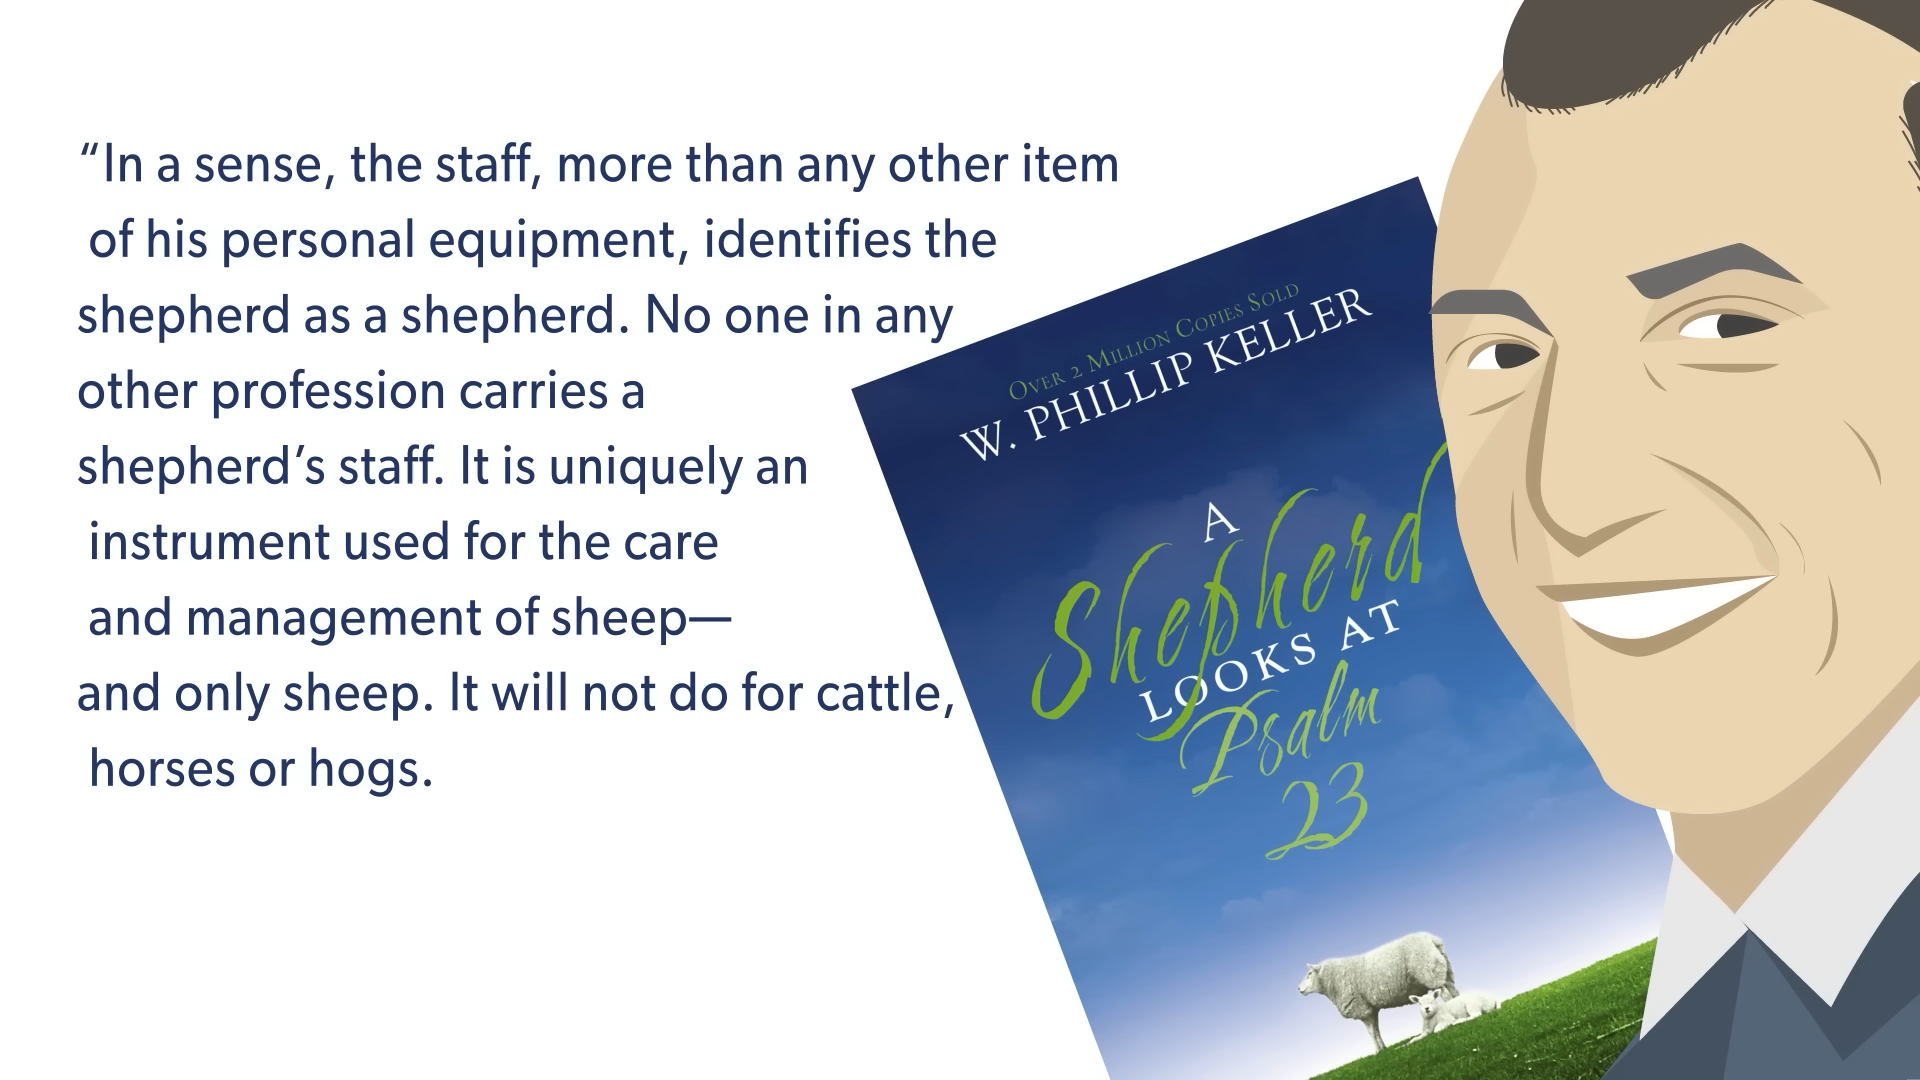 “In a sense, the staff, more than any other item
of his personal equipment, identifies the
shepherd as a shepherd. No one in any
other profession carries a
shepherd’s staff. It is uniquely an
instrument used for the care
and management of sheep—
and only sheep. It will not do for cattle,
horses or hogs.
Over 2 Million Copies Sold
W. PHILLIP KELLER
A
Shepherd
LOOKS AT
Psalm
23